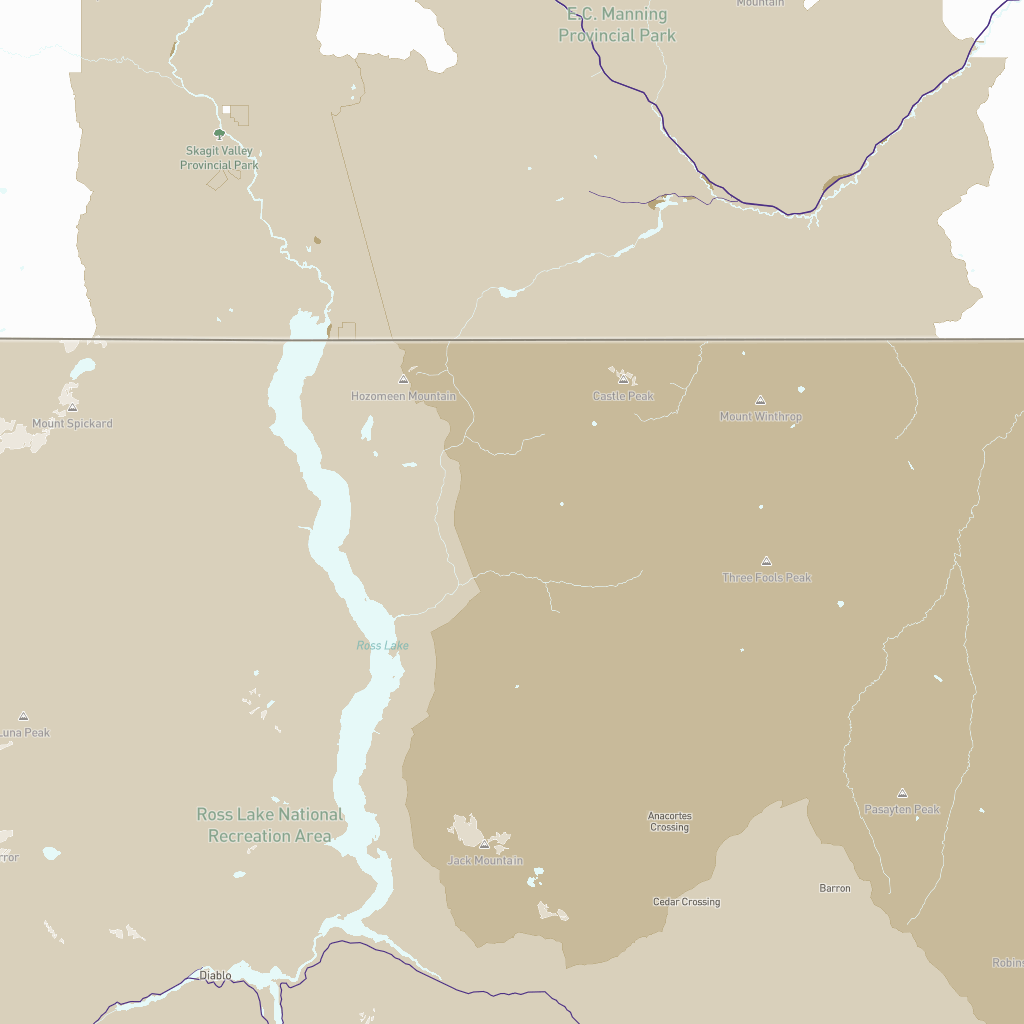 Mountain
E.C. Manning
Provincial Park
Skagit Valley
Provincial Park
Hozomeen Mountain
Castle Peak
Mount Winthrop
Mount Spickard
Three Fools Peak
Ross Lake
Luna Peak
Pasayten Peak
Ross Lake National
Recreation Area
Anacortes
Crossing
Jack Mountain
rror
Barron
Cedar Crossing
Robins
Diablo